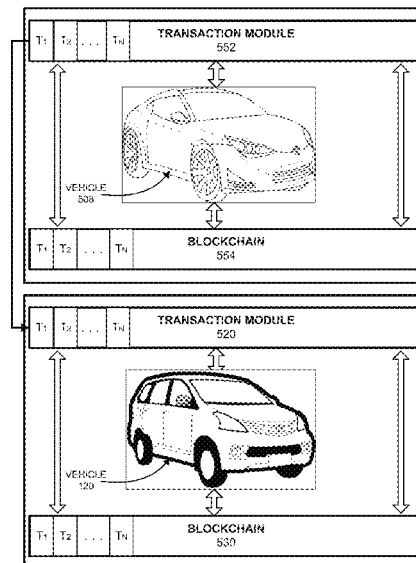 T₁ T₂ . . . Tₙ TRANSACTION MODULE
552
VEHICLE
508
BLOCKCHAIN
554
T₁ T₂ . . . Tₙ
T₁ T₂ . . . Tₙ TRANSACTION MODULE
520
VEHICLE
120
BLOCKCHAIN
530
T₁ T₂ . . . Tₙ